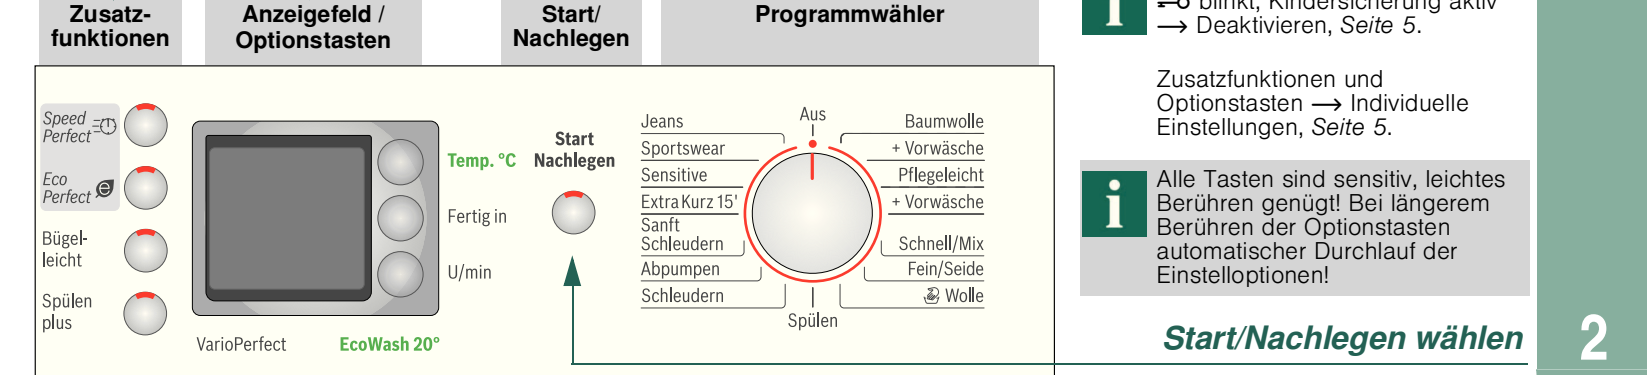 Zusatz-
funktionen
Anzeigefeld /
Optionstasten
Start/
Nachlegen
Programmwähler
blinkt, Kindersicherung aktiv
→ Deaktivieren, Seite 5.
Zusatzfunktionen und
Optionstasten → Individuelle
Einstellungen, Seite 5.
i
Alle Tasten sind sensitiv, leichtes
Berühren genügt! Bei längerem
Berühren der Optionstasten
automatischer Durchlauf der
Einstelloptionen!
Speed
Perfect
Eco
Perfect
Bügel-
leicht
Spülen
plus
Temp. °C
Fertig in
U/min
VarioPerfect
EcoWash 20°
Start
Nachlegen
Jeans
Sportswear
Sensitive
Extra Kurz 15'
Sanft
Schleudern
Abpumpen
Schleudern
Aus
Spülen
Baumwolle
+ Vorwäsche
Pflegeleicht
+ Vorwäsche
Schnell/Mix
Fein/Seide
Wolle
Start/Nachlegen wählen
2